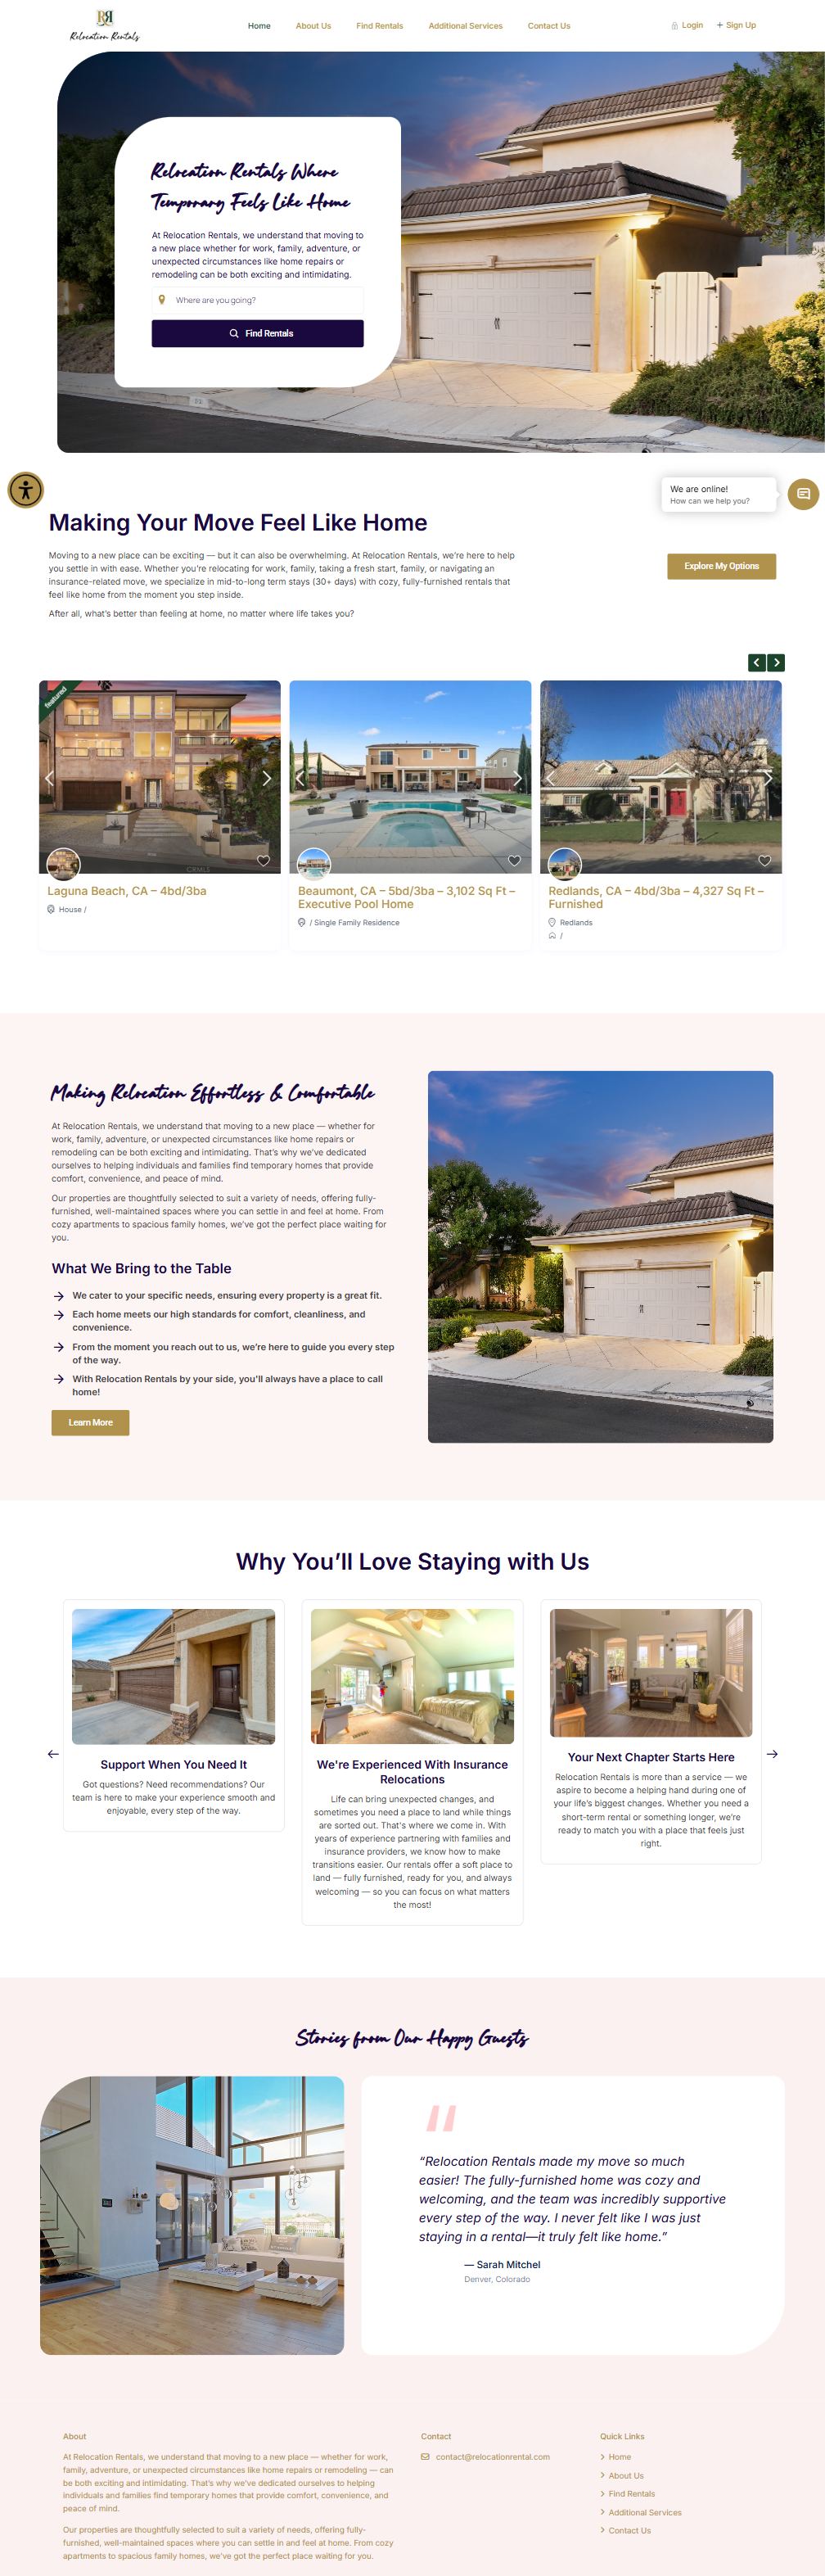 RR
Relocation Rentals
Home
About Us
Find Rentals
Additional Services
Contact Us
Login
+ Sign Up
Relocation Rentals Where
Temporary Feels Like Home
At Relocation Rentals, we understand that moving to
a new place whether for work, family, adventure, or
unexpected circumstances like home repairs or
remodeling can be both exciting and intimidating.
Where are you going?
Find Rentals
We are online!
How can we help you?
Making Your Move Feel Like Home
Moving to a new place can be exciting — but it can also be overwhelming. At Relocation Rentals, we're here to help
you settle in with ease. Whether you're relocating for work, family, taking a fresh start, family, or navigating an
insurance-related move, we specialize in mid-to-long term stays (30+ days) with cozy, fully-furnished rentals that
feel like home from the moment you step inside.
After all, what's better than feeling at home, no matter where life takes you?
Explore My Options
featured
Laguna Beach, CA – 4bd/3ba
House /
Beaumont, CA – 5bd/3ba – 3,102 Sq Ft –
Executive Pool Home
/ Single Family Residence
Redlands, CA – 4bd/3ba – 4,327 Sq Ft –
Furnished
Redlands
/
Making Relocation Effortless & Comfortable
At Relocation Rentals, we understand that moving to a new place — whether for
work, family, adventure, or unexpected circumstances like home repairs or
remodeling can be both exciting and intimidating. That's why we've dedicated
ourselves to helping individuals and families find temporary homes that provide
comfort, convenience, and peace of mind.
Our properties are thoughtfully selected to suit a variety of needs, offering fully-
furnished, well-maintained spaces where you can settle in and feel at home. From
cozy apartments to spacious family homes, we've got the perfect place waiting for
you.
What We Bring to the Table
We cater to your specific needs, ensuring every property is a great fit.
Each home meets our high standards for comfort, cleanliness, and
convenience.
From the moment you reach out to us, we're here to guide you every step
of the way.
With Relocation Rentals by your side, you'll always have a place to call
home!
Learn More
Why You'll Love Staying with Us
Support When You Need It
Got questions? Need recommendations? Our
team is here to make your experience smooth and
enjoyable, every step of the way.
We're Experienced With Insurance
Relocations
Life can bring unexpected changes, and
sometimes you need a place to land while things
are sorted out. That's where we come in. With
years of experience partnering with families and
insurance providers, we know how to make
transitions easier. Our rentals offer a soft place to
land — fully furnished, ready for you, and always
welcoming — so you can focus on what matters
the most!
Your Next Chapter Starts Here
Relocation Rentals is more than a service — we
aspire to become a helping hand during one of
your life's biggest changes. Whether you need a
short-term rental or something longer, we're
ready to match you with a place that feels just
right.
Stories from Our Happy Guests
"Relocation Rentals made my move so much
easier! The fully-furnished home was cozy and
welcoming, and the team was incredibly supportive
every step of the way. I never felt like I was just
staying in a rental—it truly felt like home."
— Sarah Mitchel
Denver, Colorado
About
At Relocation Rentals, we understand that moving to a new place — whether for work,
family, adventure, or unexpected circumstances like home repairs or remodeling — can
be both exciting and intimidating. That's why we've dedicated ourselves to helping
individuals and families find temporary homes that provide comfort, convenience, and
peace of mind.
Our properties are thoughtfully selected to suit a variety of needs, offering fully-
furnished, well-maintained spaces where you can settle in and feel at home. From cozy
apartments to spacious family homes, we've got the perfect place waiting for you.
Contact
contact@relocationrental.com
Quick Links
Home
About Us
Find Rentals
Additional Services
Contact Us